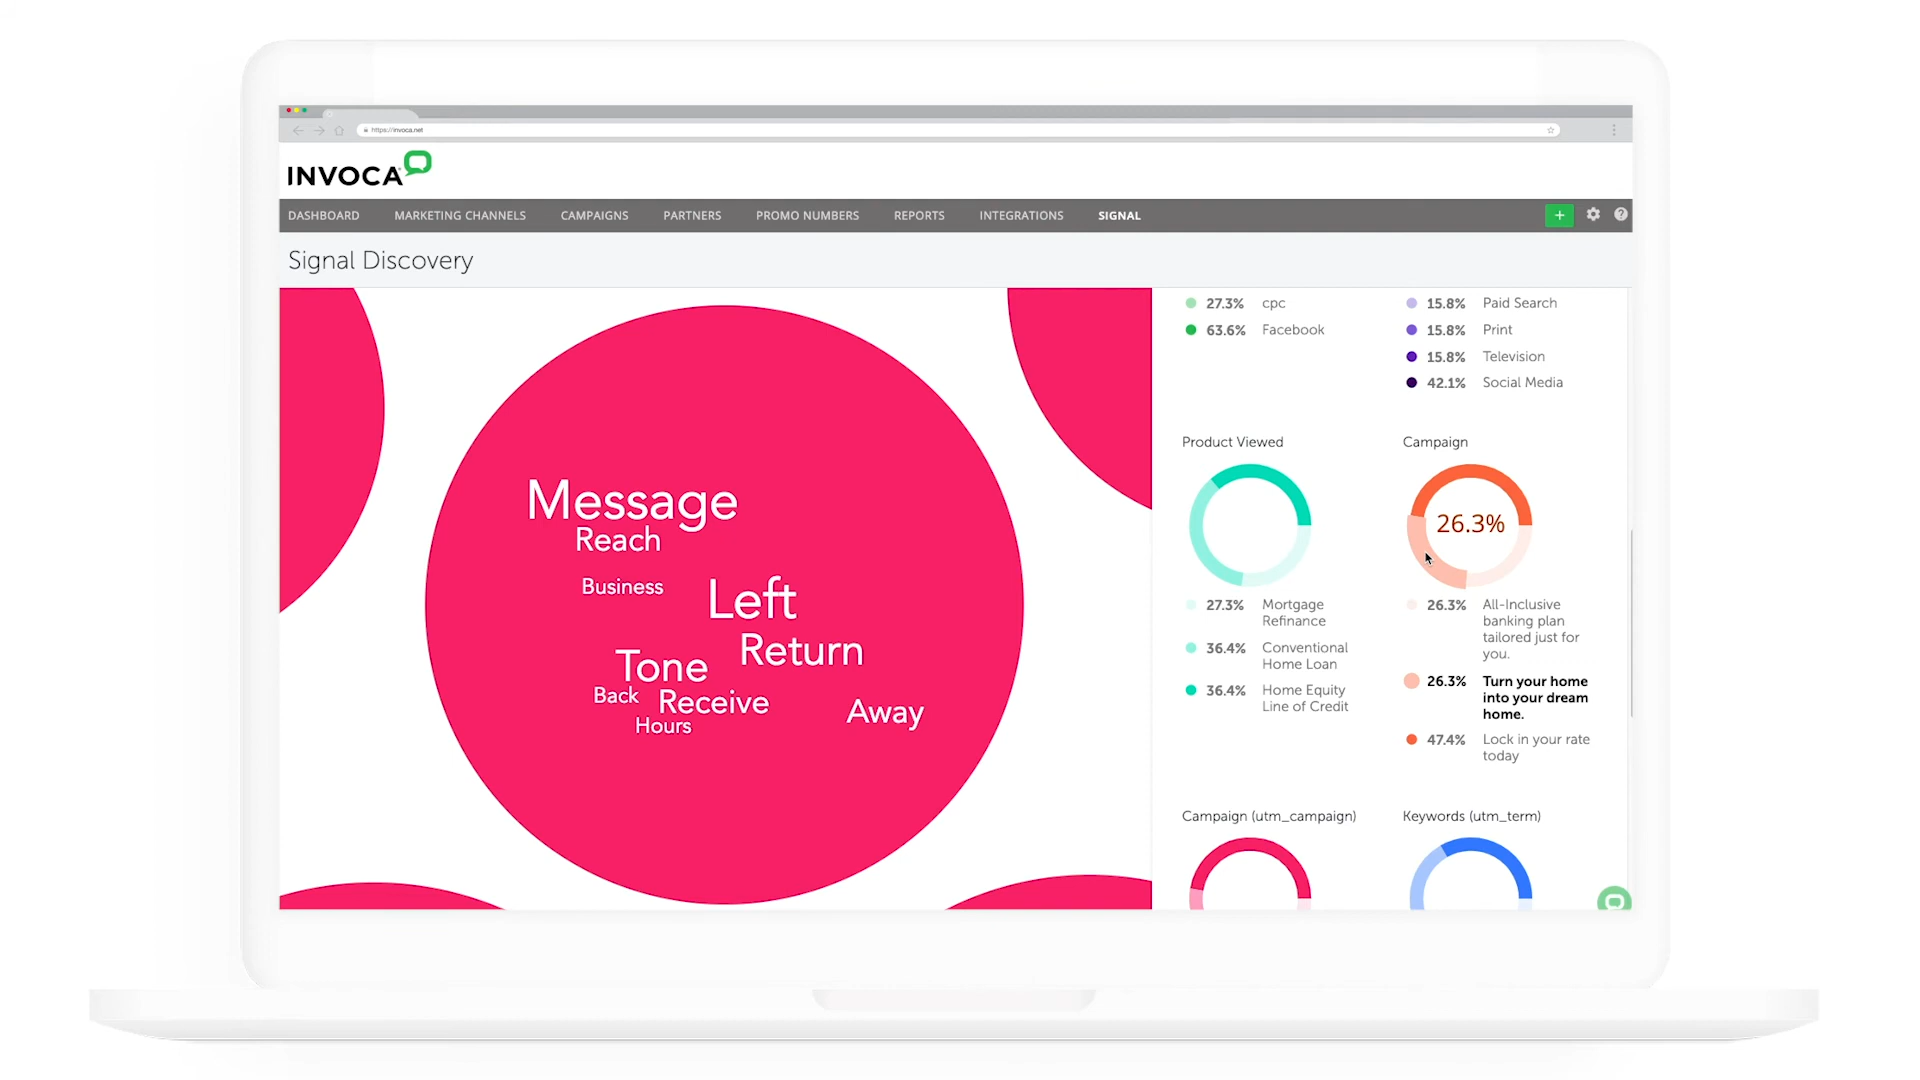 https://invoca.net
INVOCA
DASHBOARD
MARKETING CHANNELS
CAMPAIGNS
PARTNERS
PROMO NUMBERS
REPORTS
INTEGRATIONS
SIGNAL
+
?
Signal Discovery
Message
Reach
Business
Left
Return
Tone
Back
Receive
Hours
Away
27.3% cpc
63.6% Facebook
15.8% Paid Search
15.8% Print
15.8% Television
42.1% Social Media
Product Viewed
27.3% Mortgage
Refinance
36.4% Conventional
Home Loan
36.4% Home Equity
Line of Credit
Campaign
26.3%
26.3% All-Inclusive
banking plan
tailored just for
you.
26.3% Turn your home
into your dream
home.
47.4% Lock in your rate
today
Campaign (utm_campaign)
Keywords (utm_term)